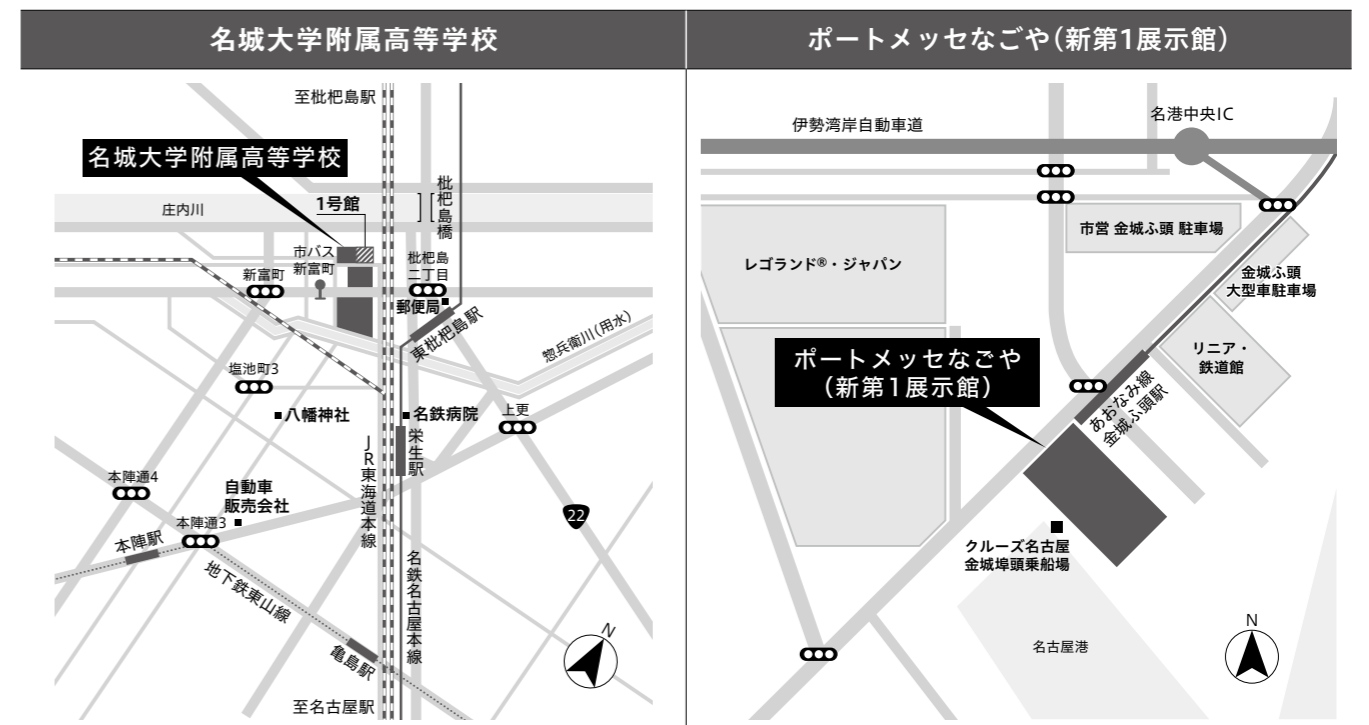 名城大学附属高等学校
至枇杷島駅
名城大学附属高等学校
庄内川
1号館
枇杷島橋
市バス
新富町
新富町
枇杷島
二丁目
郵便局
東枇杷島駅
惣兵衛川（用水）
塩池町3
八幡神社
名鉄病院
上更
栄生駅
JR東海道本線
本陣通4
自動車
販売会社
本陣通3
本陣駅
22
地下鉄東山線
名鉄名古屋本線
亀島駅
N
至名古屋駅
ポートメッセなごや（新第1展示館）
名港中央IC
伊勢湾岸自動車道
市営 金城ふ頭 駐車場
レゴランド®・ジャパン
金城ふ頭
大型車駐車場
リニア・
鉄道館
ポートメッセなごや
（新第1展示館）
あおなみ線
金城ふ頭駅
クルーズ名古屋
金城埠頭乗船場
N
名古屋港